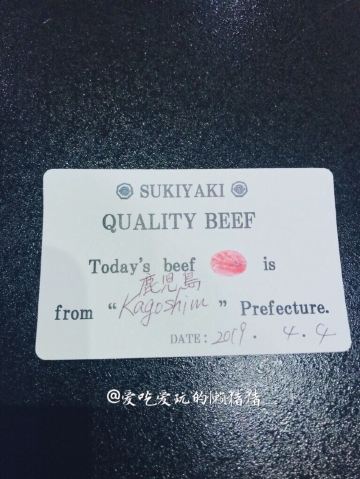 SUKIYAKI
QUALITY BEEF
Today's beef is
鹿児島
from “Kagoshim” Prefecture.
DATE: 2019. 4. 4
@爱吃爱玩的懒猪猪